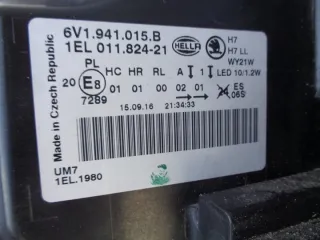 6V1.941.015.B
1EL 011.824-21
HELLA
H7
H7 LL
WY21W
LED 10/1.2W
Made in Czech Republic
PL HC HR RL A 1
20 E8 01 01 00 02 01 ES
7289 .065
15.09.16 21:34:33
UM7
1EL.1980